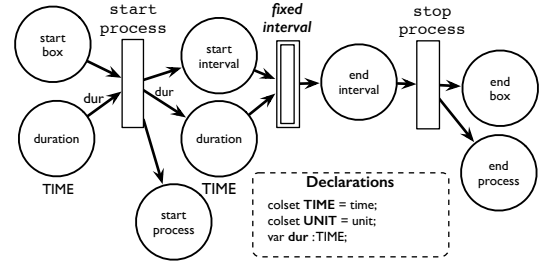 start
process
fixed
interval
stop
process
start
box
start
interval
end
interval
end
box
dur
dur
duration
duration
TIME
TIME
start
process
end
process
Declarations
colset TIME = time;
colset UNIT = unit;
var dur :TIME;